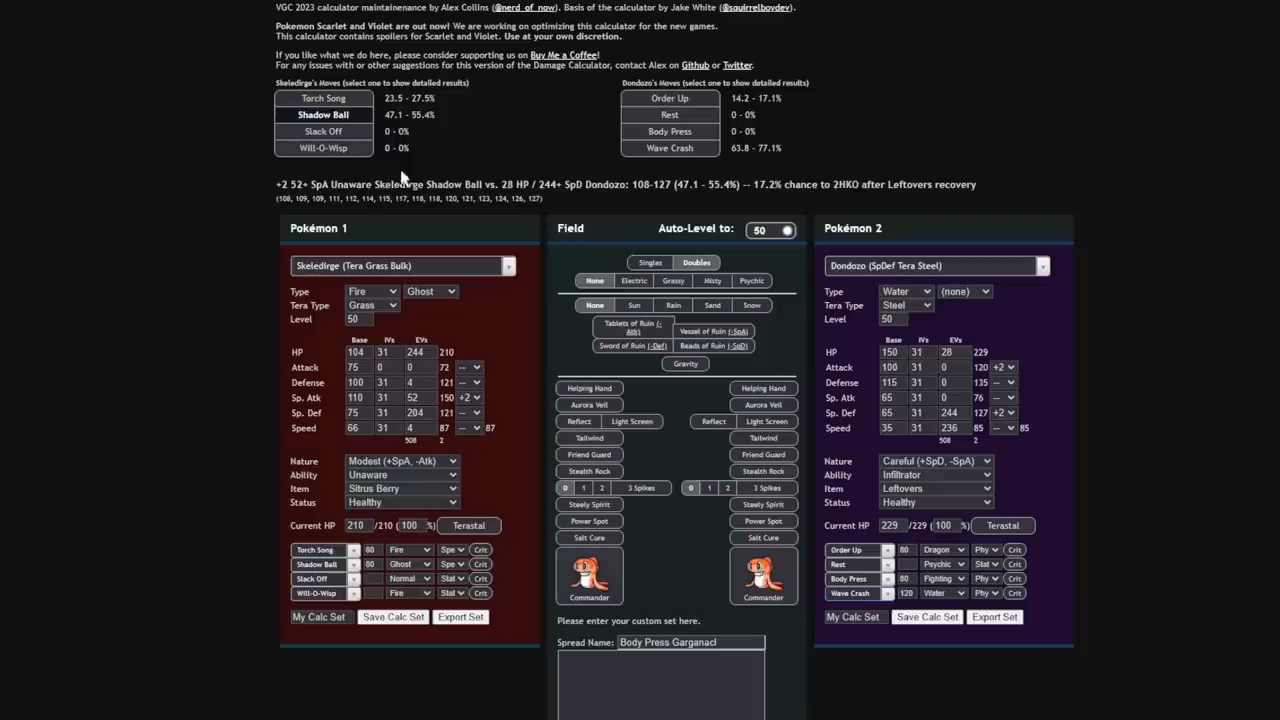 VGC 2023 calculator maintainenance by Alex Collins (@nerd_of_now). Basis of the calculator by Jake White (@squirrelboydev).
Pokemon Scarlet and Violet are out now! We are working on optimizing this calculator for the new games.
This calculator contains spoilers for Scarlet and Violet. Use at your own discretion.
If you like what we do here, please consider supporting us on Buy Me a Coffee!
For any issues with or other suggestions for this version of the Damage Calculator, contact Alex on Github or Twitter.
Skeledirge's Moves (select one to show detailed results)
Torch Song 23.5 - 27.5%
Shadow Ball 47.1 - 55.4%
Slack Off 0 - 0%
Will-O-Wisp 0 - 0%
Dondozo's Moves (select one to show detailed results)
Order Up 14.2 - 17.1%
Rest 0 - 0%
Body Press 0 - 0%
Wave Crash 63.8 - 77.1%
+2 52+ SpA Unaware Skeledirge Shadow Ball vs. 28 HP / 244+ SpD Dondozo: 108-127 (47.1 - 55.4%) -- 17.2% chance to 2HKO after Leftovers recovery
(108, 109, 109, 111, 112, 114, 115, 117, 118, 118, 120, 121, 123, 124, 126, 127)
Pokémon 1
Skeledirge (Tera Grass Bulk)
Type Fire Ghost
Tera Type Grass
Level 50
Base IVs EVs
HP 104 31 244 210
Attack 75 0 0 72 --
Defense 81 31 4 121 --
Sp. Atk 110 31 52 150 +2
Sp. Def 75 31 204 121 --
Speed 66 31 4 87 -- 87
508 2
Nature Modest (+SpA, -Atk)
Ability Unaware
Item Sitrus Berry
Status Healthy
Current HP 210 /210 (100 %) Terastal
Torch Song 80 Fire Spe Crit
Shadow Ball 80 Ghost Spe Crit
Slack Off Normal Stat Crit
Will-O-Wisp Fire Stat Crit
My Calc Set Save Calc Set Export Set
Field Auto-Level to: 50
Singles Doubles
None Electric Grassy Misty Psychic
None Sun Rain Sand Snow
Tablets of Ruin (-Atk) Vessel of Ruin (-SpA)
Sword of Ruin (-Def) Beads of Ruin (-SpD)
Gravity
Helping Hand Helping Hand
Aurora Veil Aurora Veil
Reflect Light Screen Reflect Light Screen
Tailwind Tailwind
Friend Guard Friend Guard
Stealth Rock Stealth Rock
0 1 2 3 Spikes 0 1 2 3 Spikes
Steely Spirit Steely Spirit
Power Spot Power Spot
Salt Cure Salt Cure
Commander Commander
Please enter your custom set here.
Spread Name: Body Press Garganacl
Pokémon 2
Dondozo (SpDef Tera Steel)
Type Water (none)
Tera Type Steel
Level 50
Base IVs EVs
HP 150 31 28 229
Attack 100 31 0 120 +2
Defense 115 31 0 135 --
Sp. Atk 65 31 0 76 --
Sp. Def 65 31 244 127 +2
Speed 35 31 236 85 -- 85
508 2
Nature Careful (+SpD, -SpA)
Ability Infiltrator
Item Leftovers
Status Healthy
Current HP 229 /229 (100 %) Terastal
Order Up 80 Dragon Phy Crit
Rest Psychic Stat Crit
Body Press 80 Fighting Phy Crit
Wave Crash 120 Water Phy Crit
My Calc Set Save Calc Set Export Set